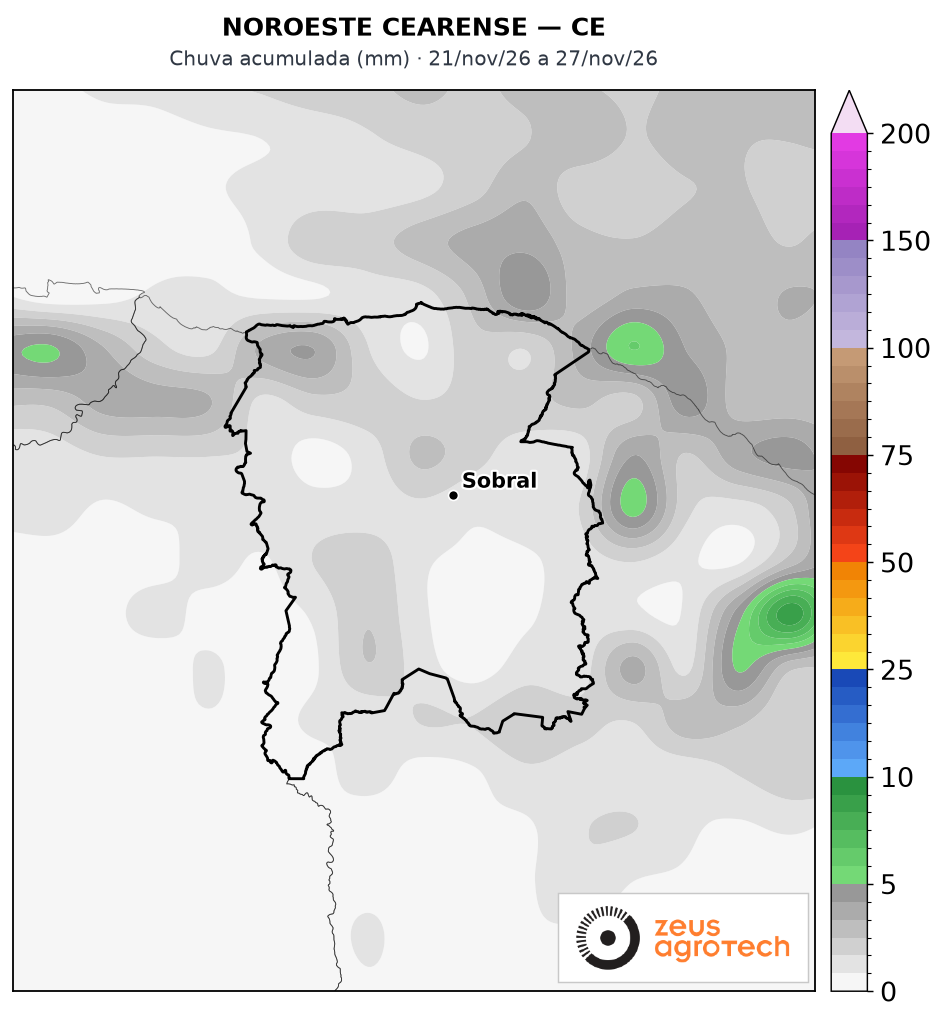 NOROESTE CEARENSE — CE
Chuva acumulada (mm) · 21/nov/26 a 27/nov/26
200
150
100
75
50
25
10
5
0
Sobral
zeus
agrotech